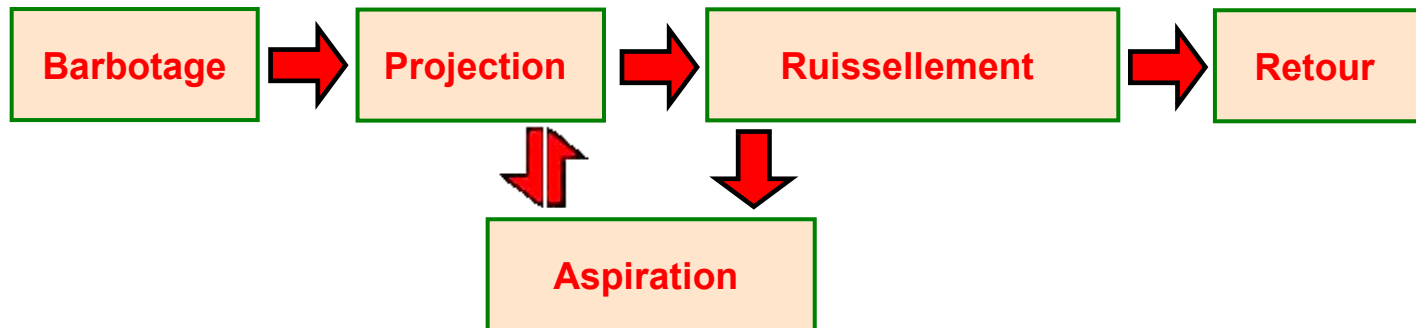 Barbotage
Projection
Ruissellement
Retour
Aspiration